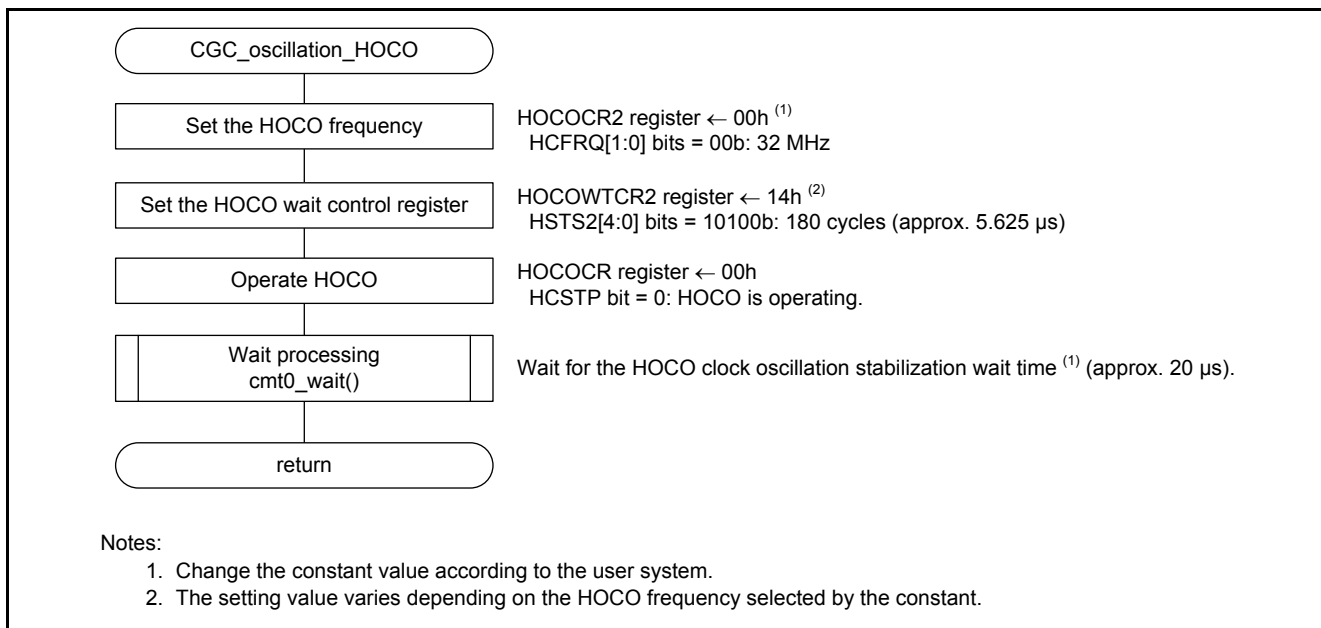 CGC_oscillation_HOCO
Set the HOCO frequency
HOCOCR2 register ← 00h (1)
HCFRQ[1:0] bits = 00b: 32 MHz
Set the HOCO wait control register
HOCOWTCR2 register ← 14h (2)
HSTS2[4:0] bits = 10100b: 180 cycles (approx. 5.625 µs)
Operate HOCO
HOCOCR register ← 00h
HCSTP bit = 0: HOCO is operating.
Wait processing
cmt0_wait()
Wait for the HOCO clock oscillation stabilization wait time (1) (approx. 20 µs).
return
Notes:
1. Change the constant value according to the user system.
2. The setting value varies depending on the HOCO frequency selected by the constant.